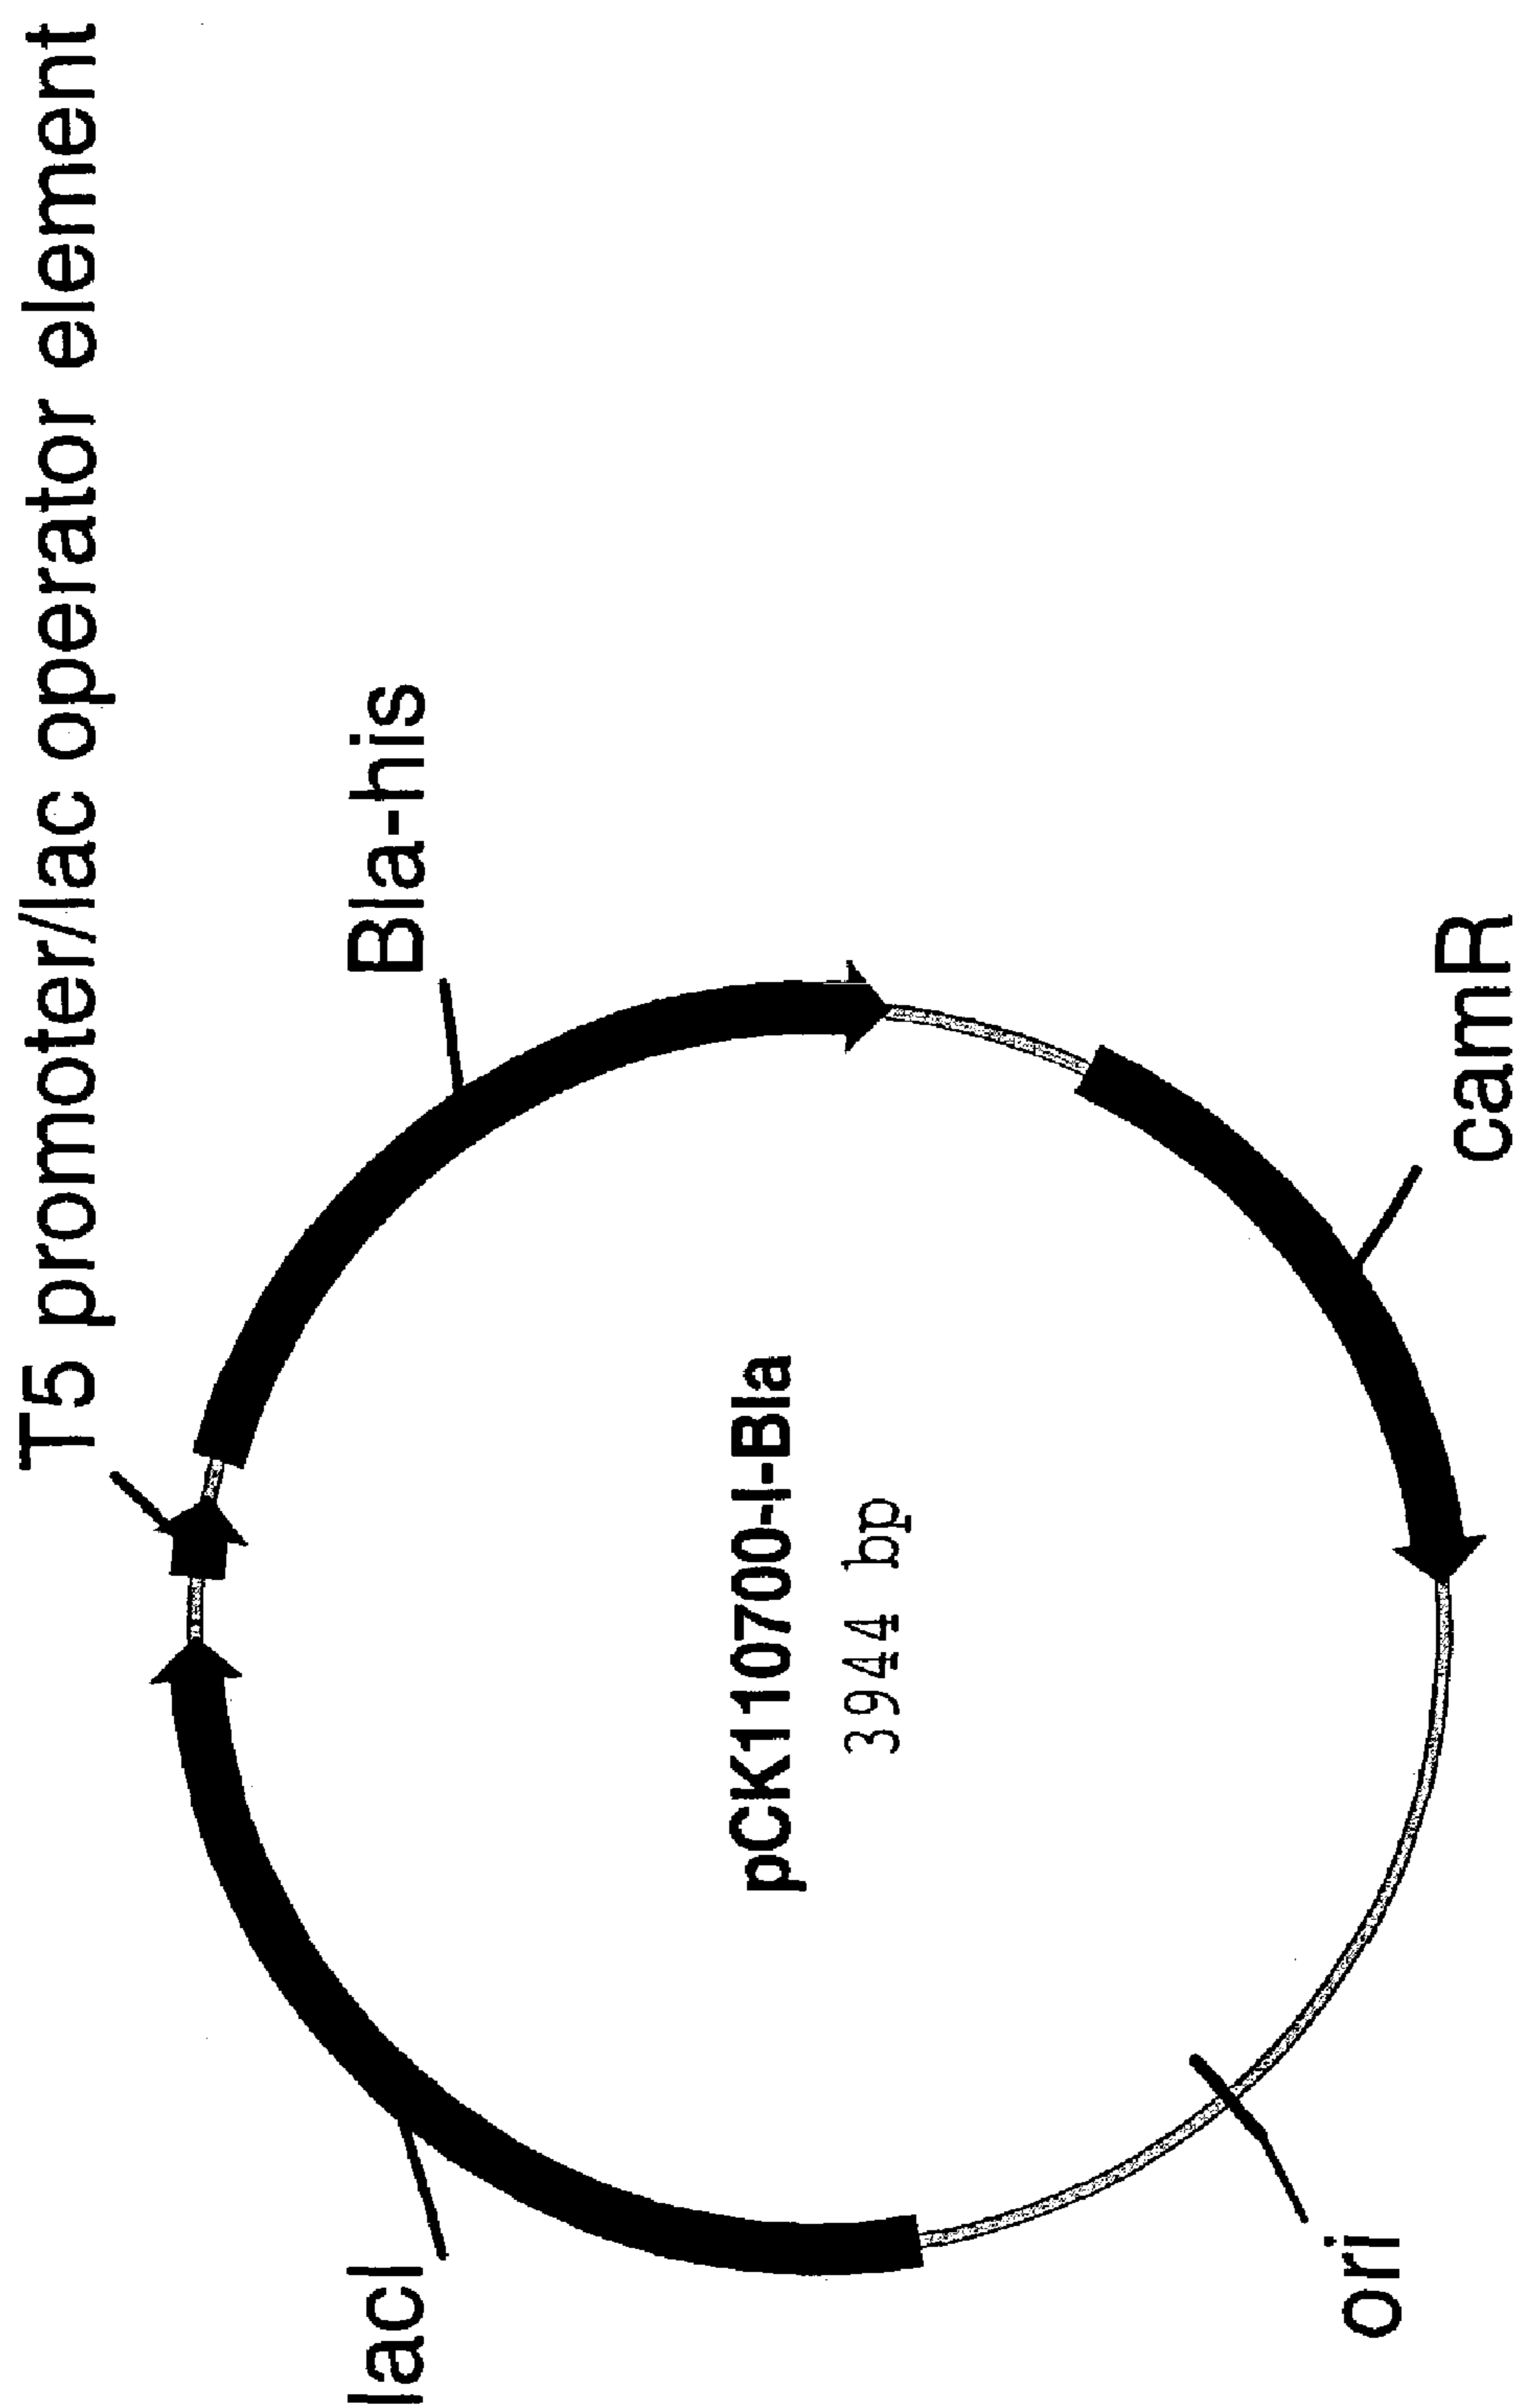 T5 promoter/lac operator element
lacI
Bla-his
pCK110700-I-Bla
3944 bp
ori
camR